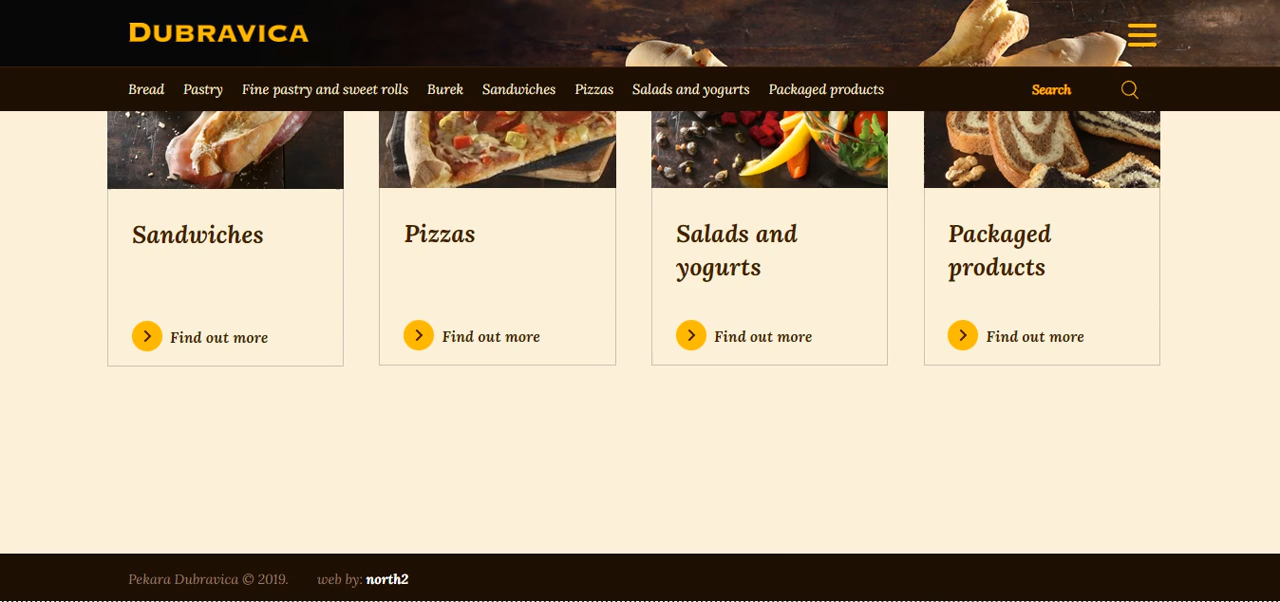 DUBRAVICA
Bread Pastry Fine pastry and sweet rolls Burek Sandwiches Pizzas Salads and yogurts Packaged products Search
Sandwiches
Find out more
Pizzas
Find out more
Salads and
yogurts
Find out more
Packaged
products
Find out more
Pekara Dubravica © 2019. web by: north2